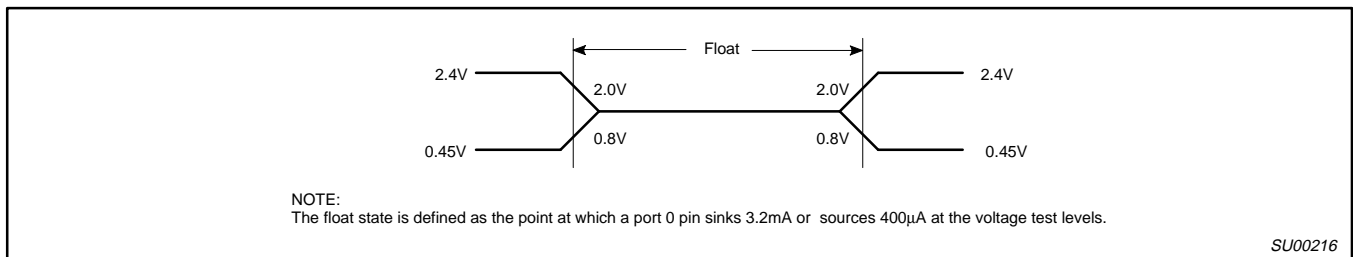 Float
2.4V 2.0V 2.0V 2.4V
0.45V 0.8V 0.8V 0.45V
NOTE:
The float state is defined as the point at which a port 0 pin sinks 3.2mA or sources 400μA at the voltage test levels.
SU00216